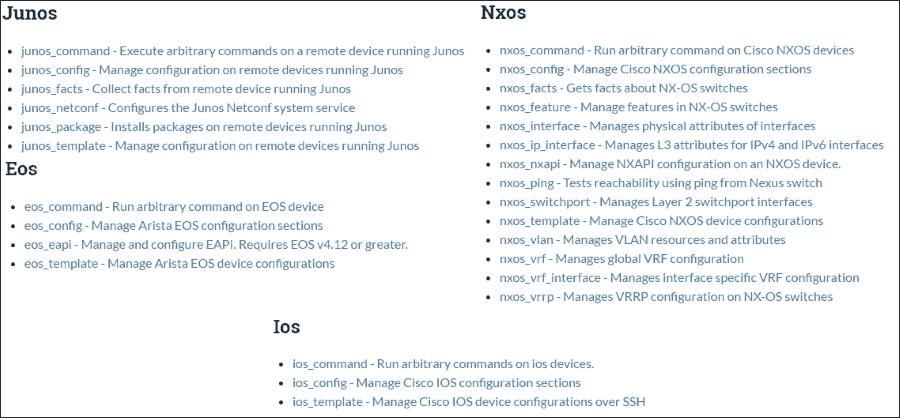 Junos
junos_command - Execute arbitrary commands on a remote device running Junos
junos_config - Manage configuration on remote devices running Junos
junos_facts - Collect facts from remote device running Junos
junos_netconf - Configures the Junos Netconf system service
junos_package - Installs packages on remote devices running Junos
junos_template - Manage configuration on remote devices running Junos
Eos
eos_command - Run arbitrary command on EOS device
eos_config - Manage Arista EOS configuration sections
eos_eapi - Manage and configure EAPI. Requires EOS v4.12 or greater.
eos_template - Manage Arista EOS device configurations
Nxos
nxos_command - Run arbitrary command on Cisco NXOS devices
nxos_config - Manage Cisco NXOS configuration sections
nxos_facts - Gets facts about NX-OS switches
nxos_feature - Manage features in NX-OS switches
nxos_interface - Manages physical attributes of interfaces
nxos_ip_interface - Manages L3 attributes for IPv4 and IPv6 interfaces
nxos_nxapi - Manage NXAPI configuration on an NXOS device.
nxos_ping - Tests reachability using ping from Nexus switch
nxos_switchport - Manages Layer 2 switchport interfaces
nxos_template - Manage Cisco NXOS device configurations
nxos_vlan - Manages VLAN resources and attributes
nxos_vrf - Manages global VRF configuration
nxos_vrf_interface - Manages interface specific VRF configuration
nxos_vrrp - Manages VRRP configuration on NX-OS switches
Ios
ios_command - Run arbitrary commands on ios devices.
ios_config - Manage Cisco IOS configuration sections
ios_template - Manage Cisco IOS device configurations over SSH